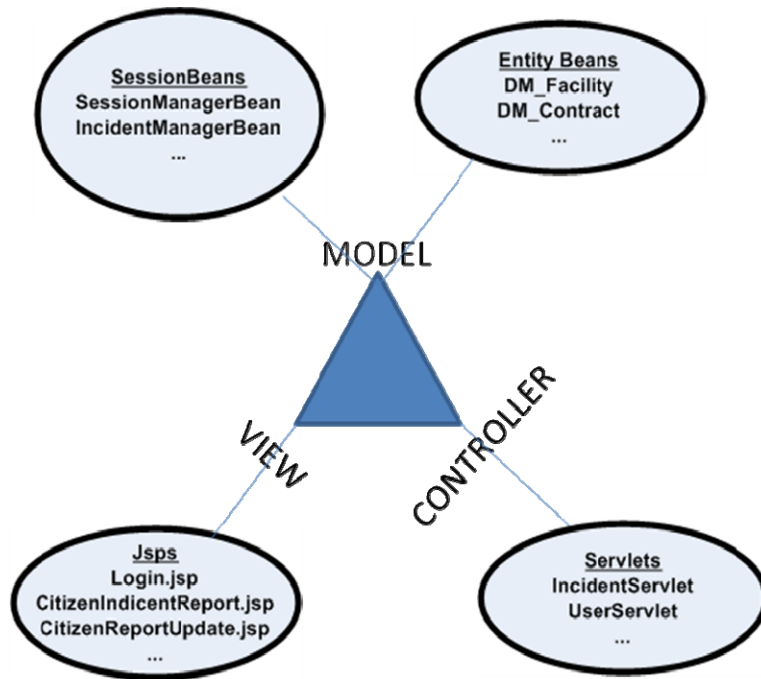 SessionBeans
SessionManagerBean
IncidentManagerBean
...
Entity Beans
DM_Facility
DM_Contract
...
MODEL
VIEW
CONTROLLER
Jsps
Login.jsp
CitizenIndicentReport.jsp
CitizenReportUpdate.jsp
...
Servlets
IncidentServlet
UserServlet
...